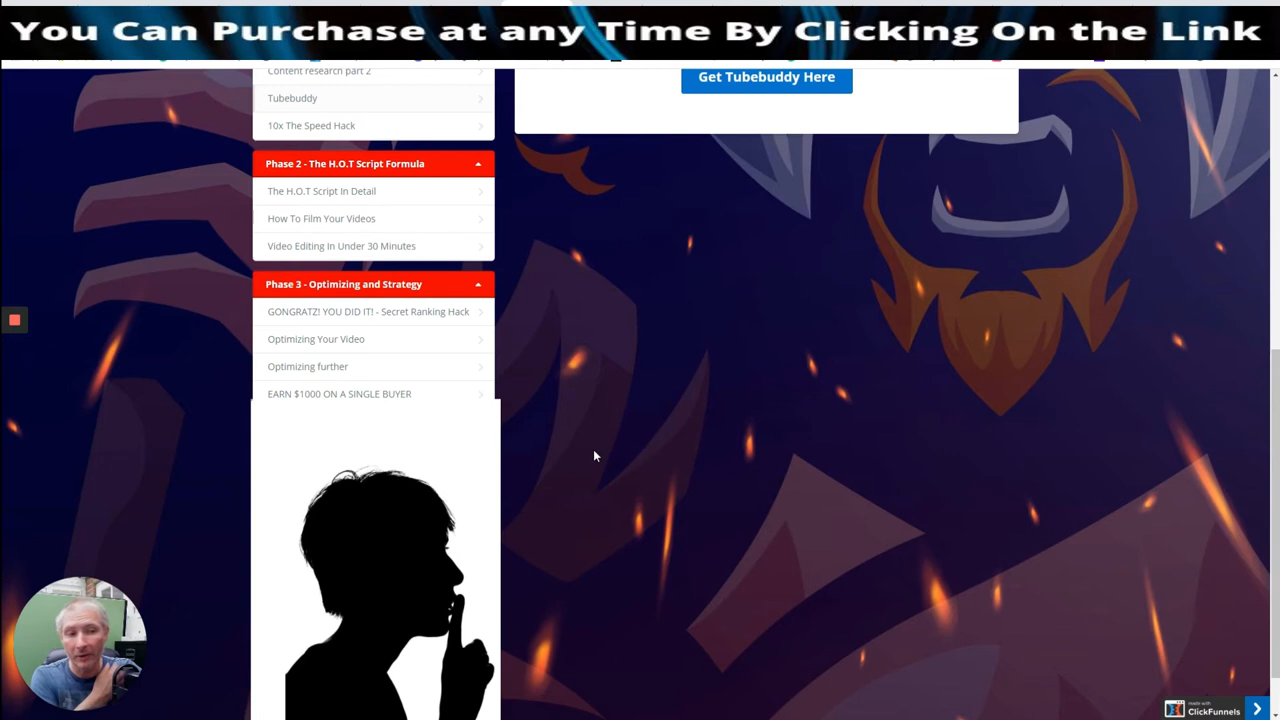 You Can Purchase at any Time By Clicking On the Link
Content research part 2
Get Tubebuddy Here
Tubebuddy
10x The Speed Hack
Phase 2 - The H.O.T Script Formula
The H.O.T Script In Detail
How To Film Your Videos
Video Editing In Under 30 Minutes
Phase 3 - Optimizing and Strategy
GONGRATZ! YOU DID IT! - Secret Ranking Hack
Optimizing Your Video
Optimizing further
EARN $1000 ON A SINGLE BUYER
made with
ClickFunnels